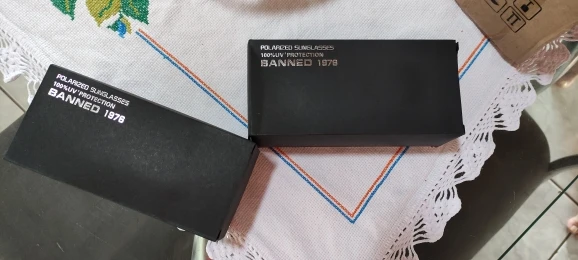 POLARIZED SUNGLASSES
100%UV PROTECTION
BANNED 1978
POLARIZED SUNGLASSES
100%UV PROTECTION
BANNED 1978